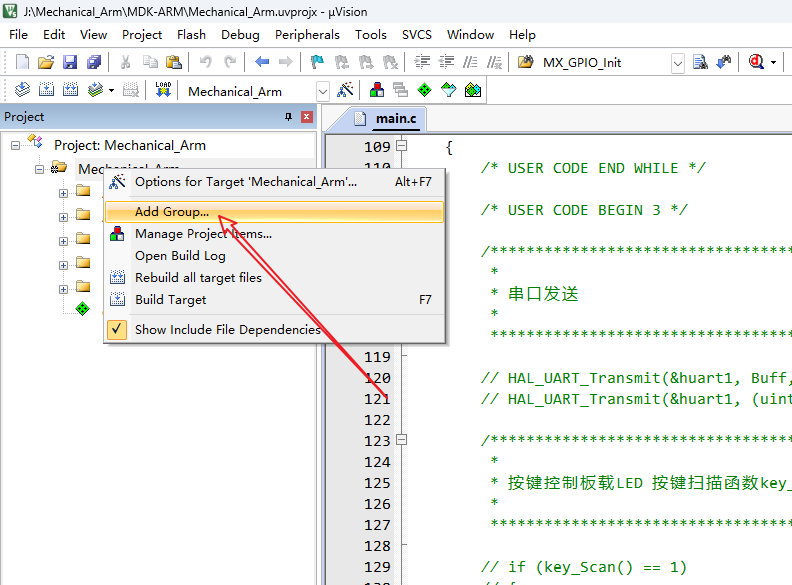 J:\Mechanical_Arm\MDK-ARM\Mechanical_Arm.uvprojx - µVision
File Edit View Project Flash Debug Peripherals Tools SVCS Window Help
MX_GPIO_Init
LOAD
Mechanical_Arm
Project
main.c
Project: Mechanical_Arm
109 {
Options for Target 'Mechanical_Arm'... Alt+F7
Add Group...
Manage Project Items...
Open Build Log
Rebuild all target files
Build Target F7
Show Include File Dependencies
/* USER CODE END WHILE */
/* USER CODE BEGIN 3 */
/***********************************
*
* 串口发送
*
***********************************
119
120 // HAL_UART_Transmit(&huart1, Buff,
121 // HAL_UART_Transmit(&huart1, (uint
122
123 /***********************************
124 *
125 * 按键控制板载LED 按键扫描函数key_
126 *
127 ***********************************
128
129 // if (key_Scan() == 1)